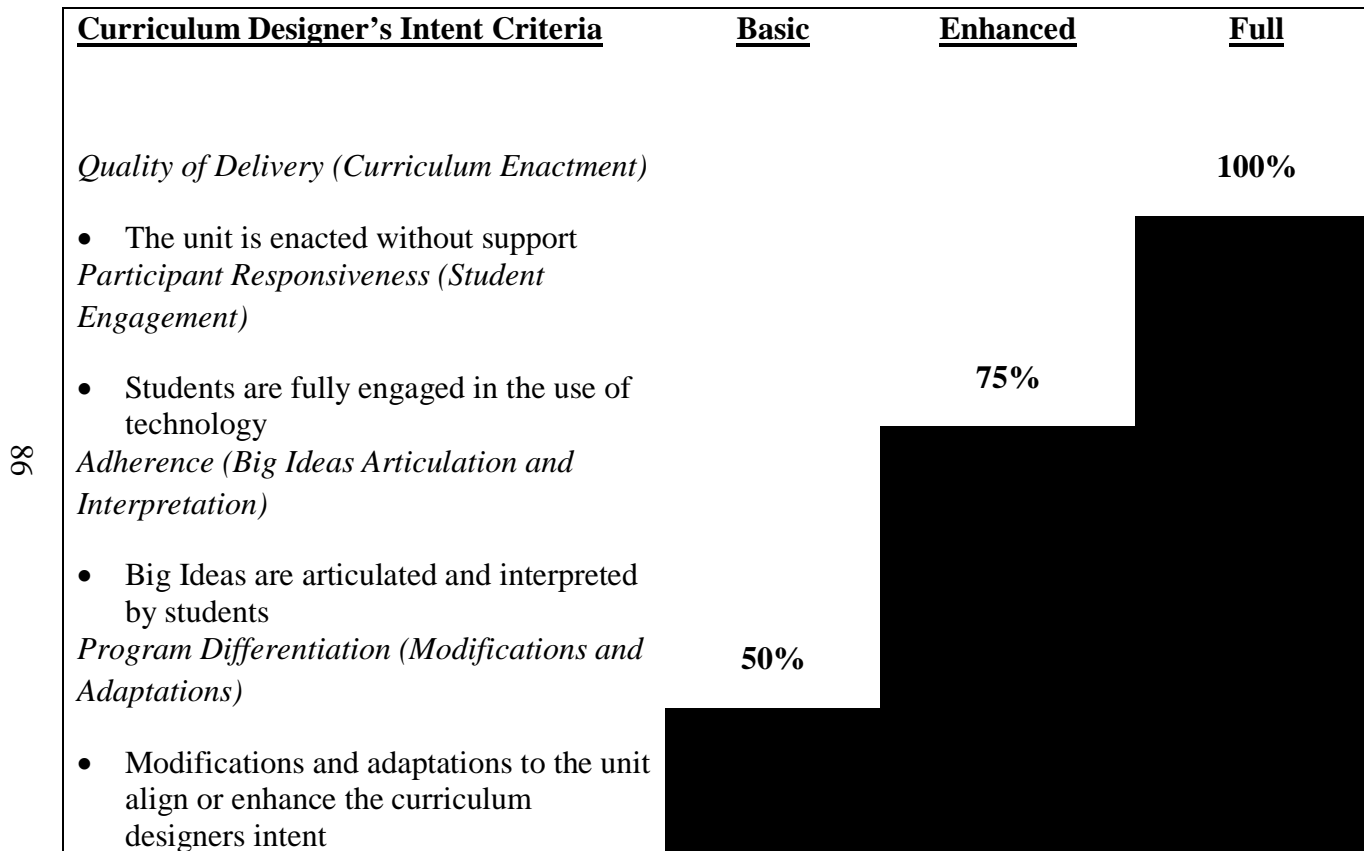 Curriculum Designer’s Intent Criteria Basic Enhanced Full
Quality of Delivery (Curriculum Enactment) 100%
• The unit is enacted without support
Participant Responsiveness (Student
Engagement)
75%
• Students are fully engaged in the use of
technology
Adherence (Big Ideas Articulation and
Interpretation)
• Big Ideas are articulated and interpreted
by students
Program Differentiation (Modifications and 50%
Adaptations)
• Modifications and adaptations to the unit
align or enhance the curriculum
designers intent
86